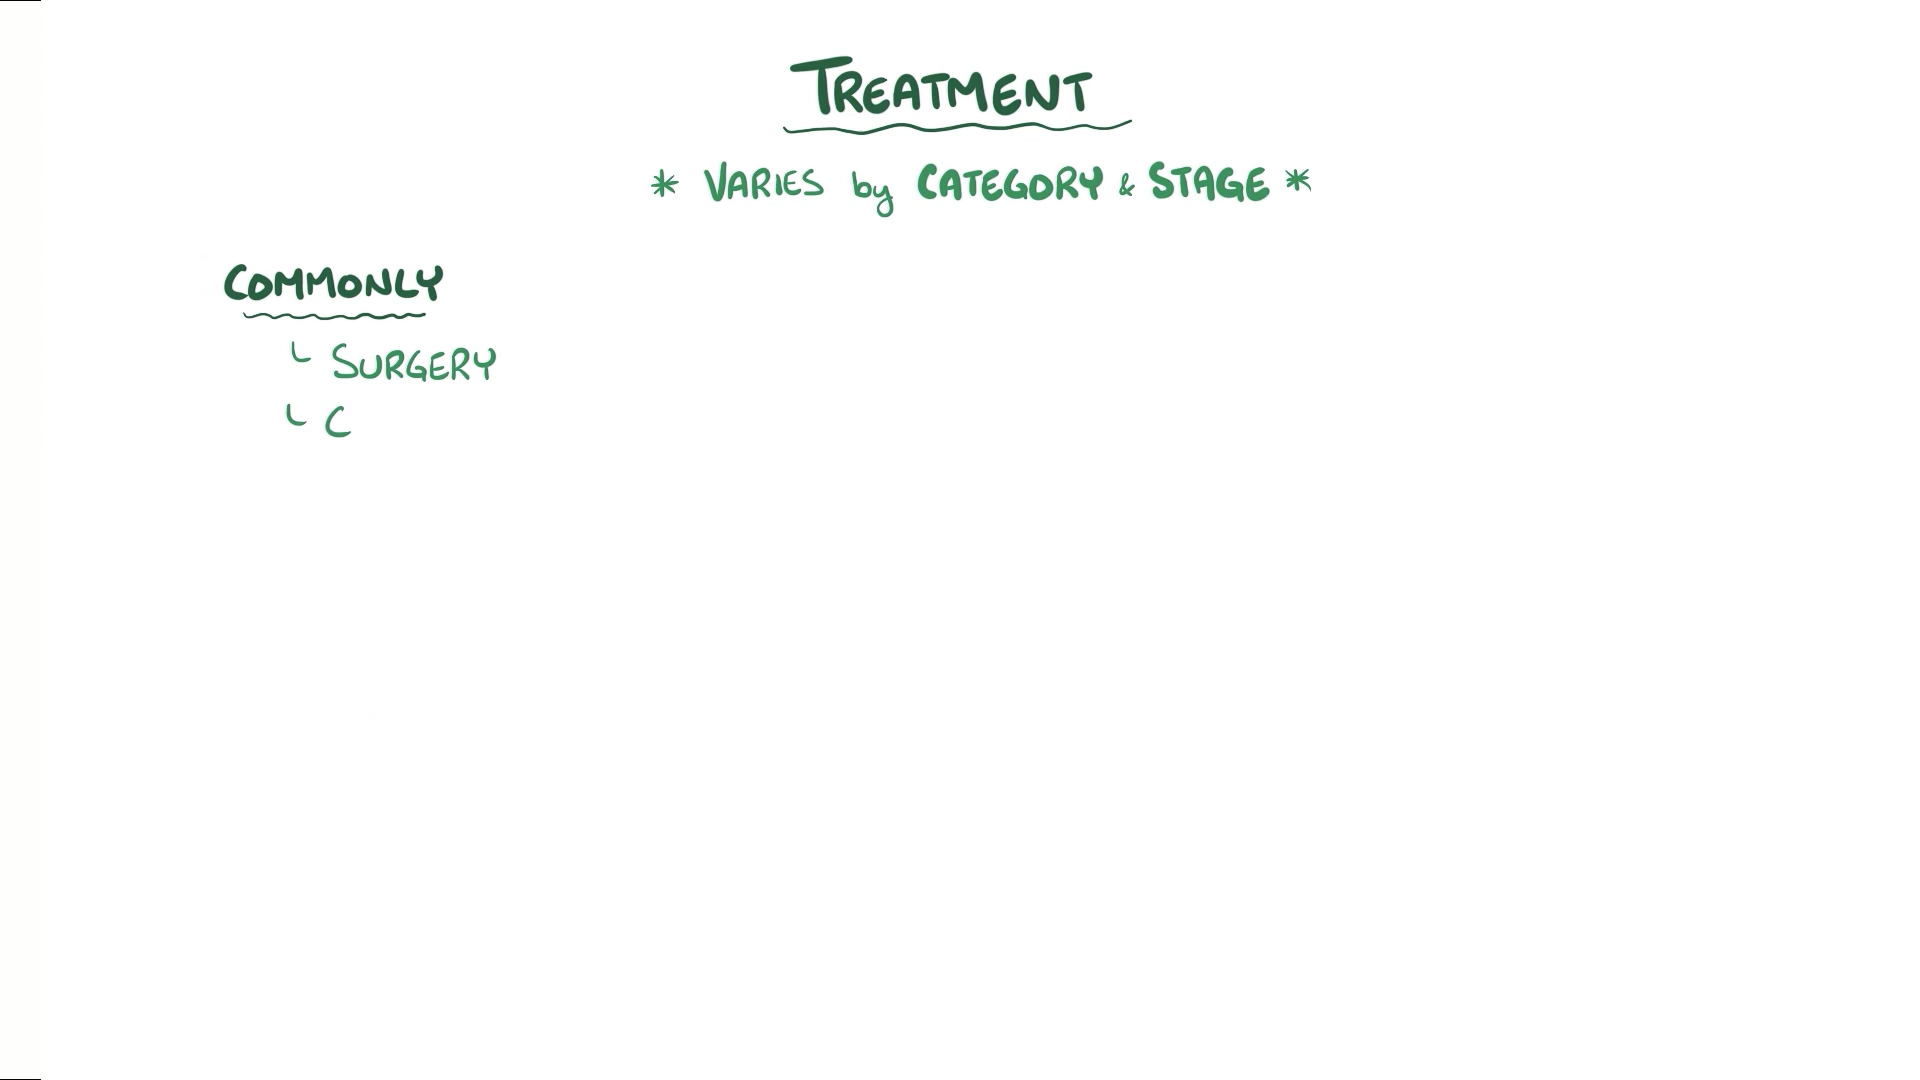 TREATMENT
* VARIES by CATEGORY & STAGE *
COMMONLY
SURGERY
C